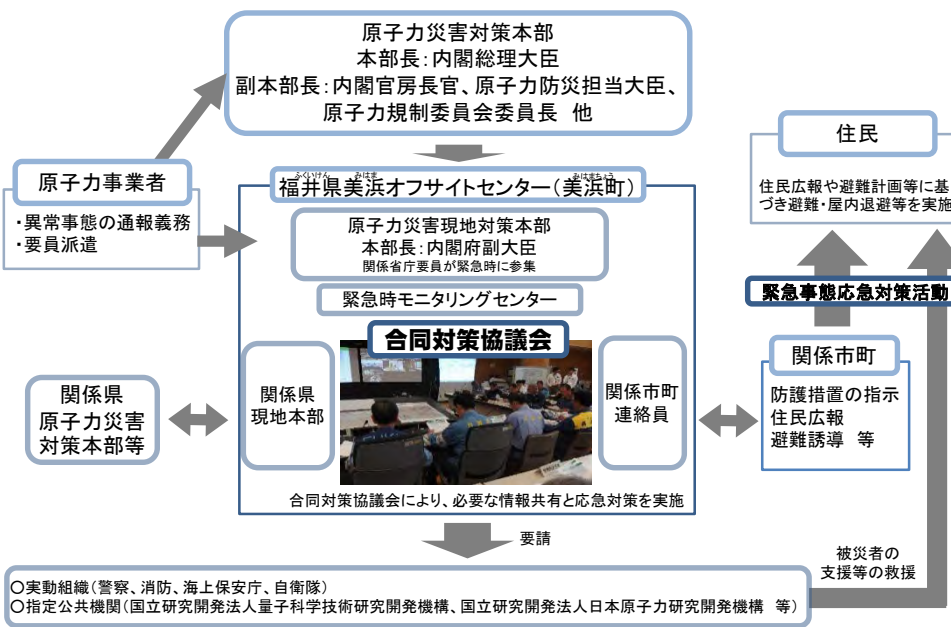 原子力災害対策本部
本部長：内閣総理大臣
副本部長：内閣官房長官、原子力防災担当大臣、
原子力規制委員会委員長 他
原子力事業者
・異常事態の通報義務
・要員派遣
ふくいけん みはま みはまちょう
福井県美浜オフサイトセンター（美浜町）
原子力災害現地対策本部
本部長：内閣府副大臣
関係省庁要員が緊急時に参集
緊急時モニタリングセンター
合同対策協議会
関係県
現地本部
関係市町
連絡員
合同対策協議会により、必要な情報共有と応急対策を実施
関係県
原子力災害
対策本部等
住民
住民広報や避難計画等に基
づき避難・屋内退避等を実施
緊急事態応急対策活動
関係市町
防護措置の指示
住民広報
避難誘導 等
要請
被災者の
支援等の救援
○実動組織（警察、消防、海上保安庁、自衛隊）
○指定公共機関（国立研究開発法人量子科学技術研究開発機構、国立研究開発法人日本原子力研究開発機構 等）